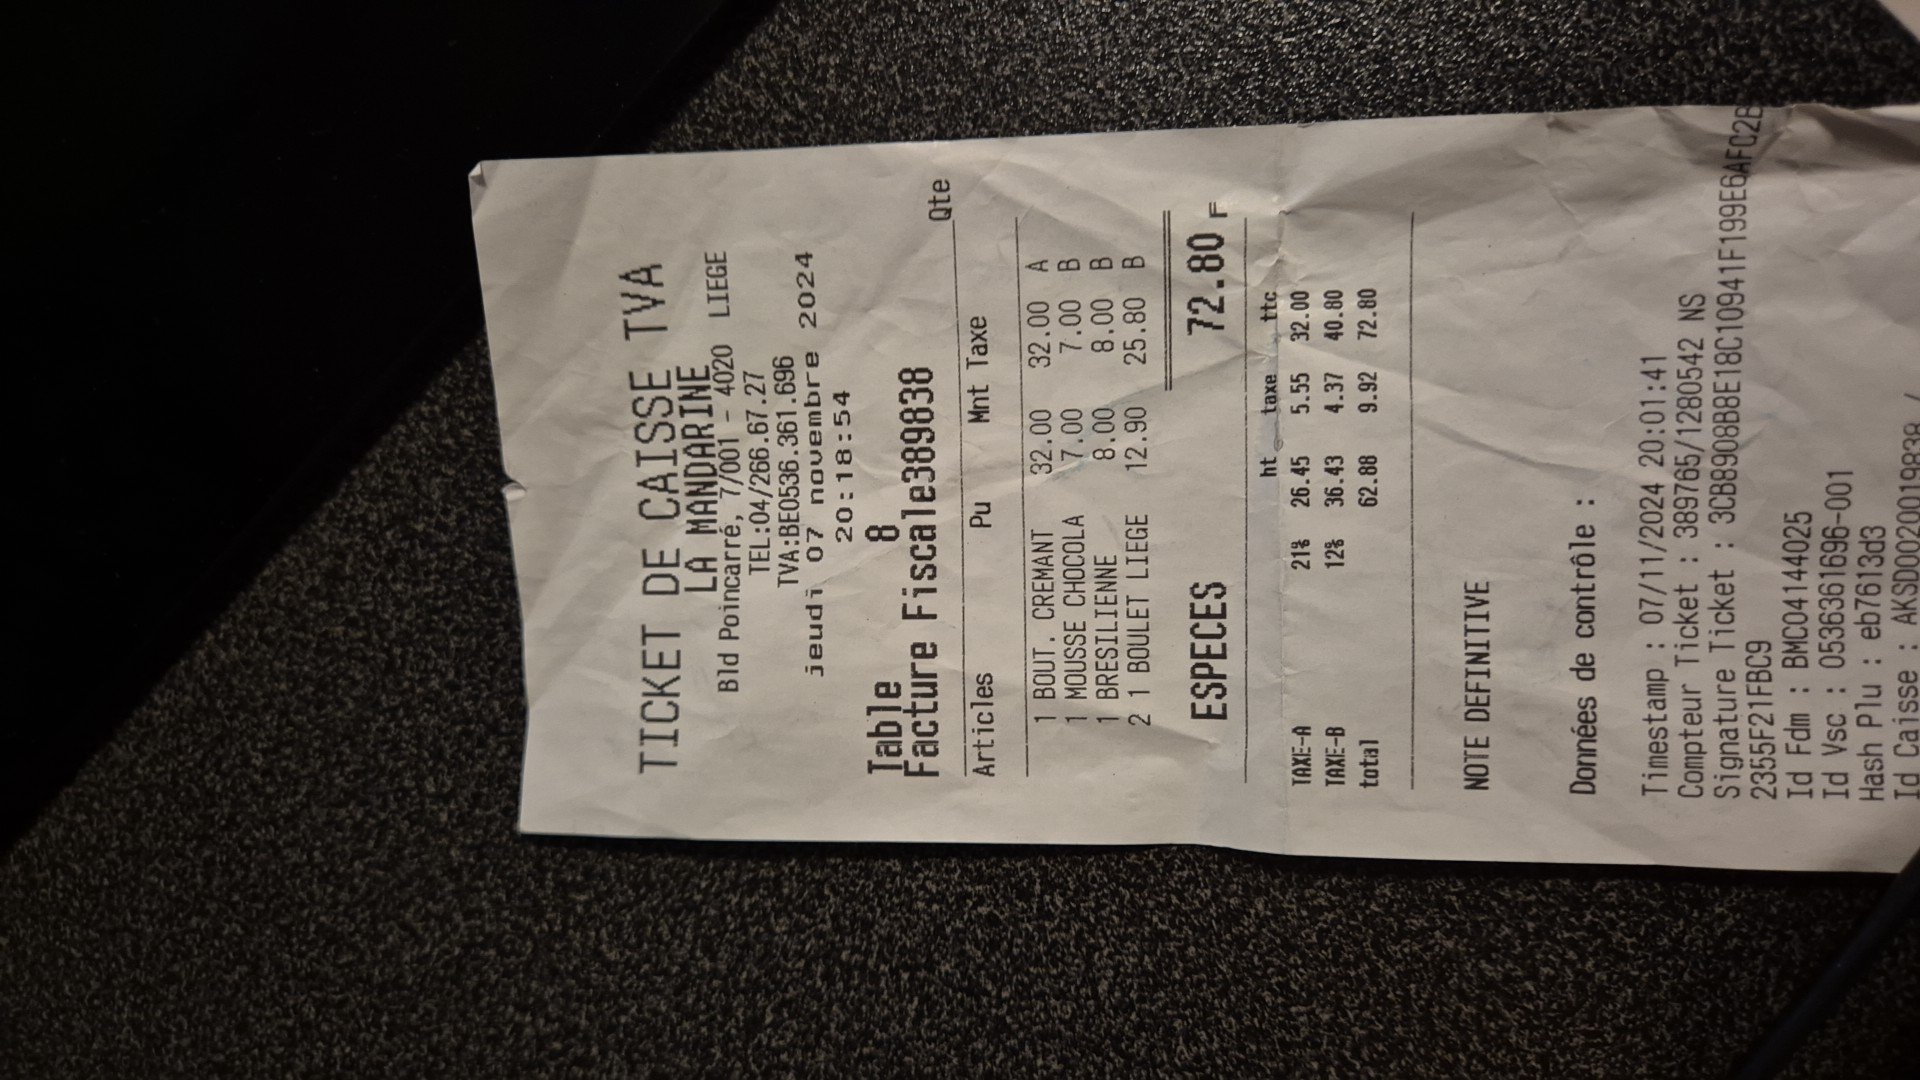 TICKET DE CAISSE TVA
LA MANDARINE
Bld Poincarré, 7/001 - 4020 LIEGE
TEL:04/266.67.27
TVA:BE0536.361.696
jeudi 07 novembre 2024
20:18:54
Table 8
Facture Fiscale389838
Articles Pu Mnt Taxe Qte
1 BOUT. CREMANT 32.00 32.00 A
1 MOUSSE CHOCOLA 7.00 7.00 B
1 BRESILIENNE 8.00 8.00 B
2 1 BOULET LIEGE 12.90 25.80 B
ESPECES 72.80 F
ht taxe ttc
TAXE-A 21% 26.45 5.55 32.00
TAXE-B 12% 36.43 4.37 40.80
total 62.88 9.92 72.80
NOTE DEFINITIVE
Données de contrôle :
Timestamp : 07/11/2024 20:01:41
Compteur Ticket : 389765/1280542 NS
Signature Ticket : 3CB8908BBE18C10941F199E6AFC2B
2355F21FBC9
Id Fdm : BMC04144025
Id Vsc : 0536361696-001
Hash Plu : eb7613d3
Id Caisse : AKSD0020019838 /